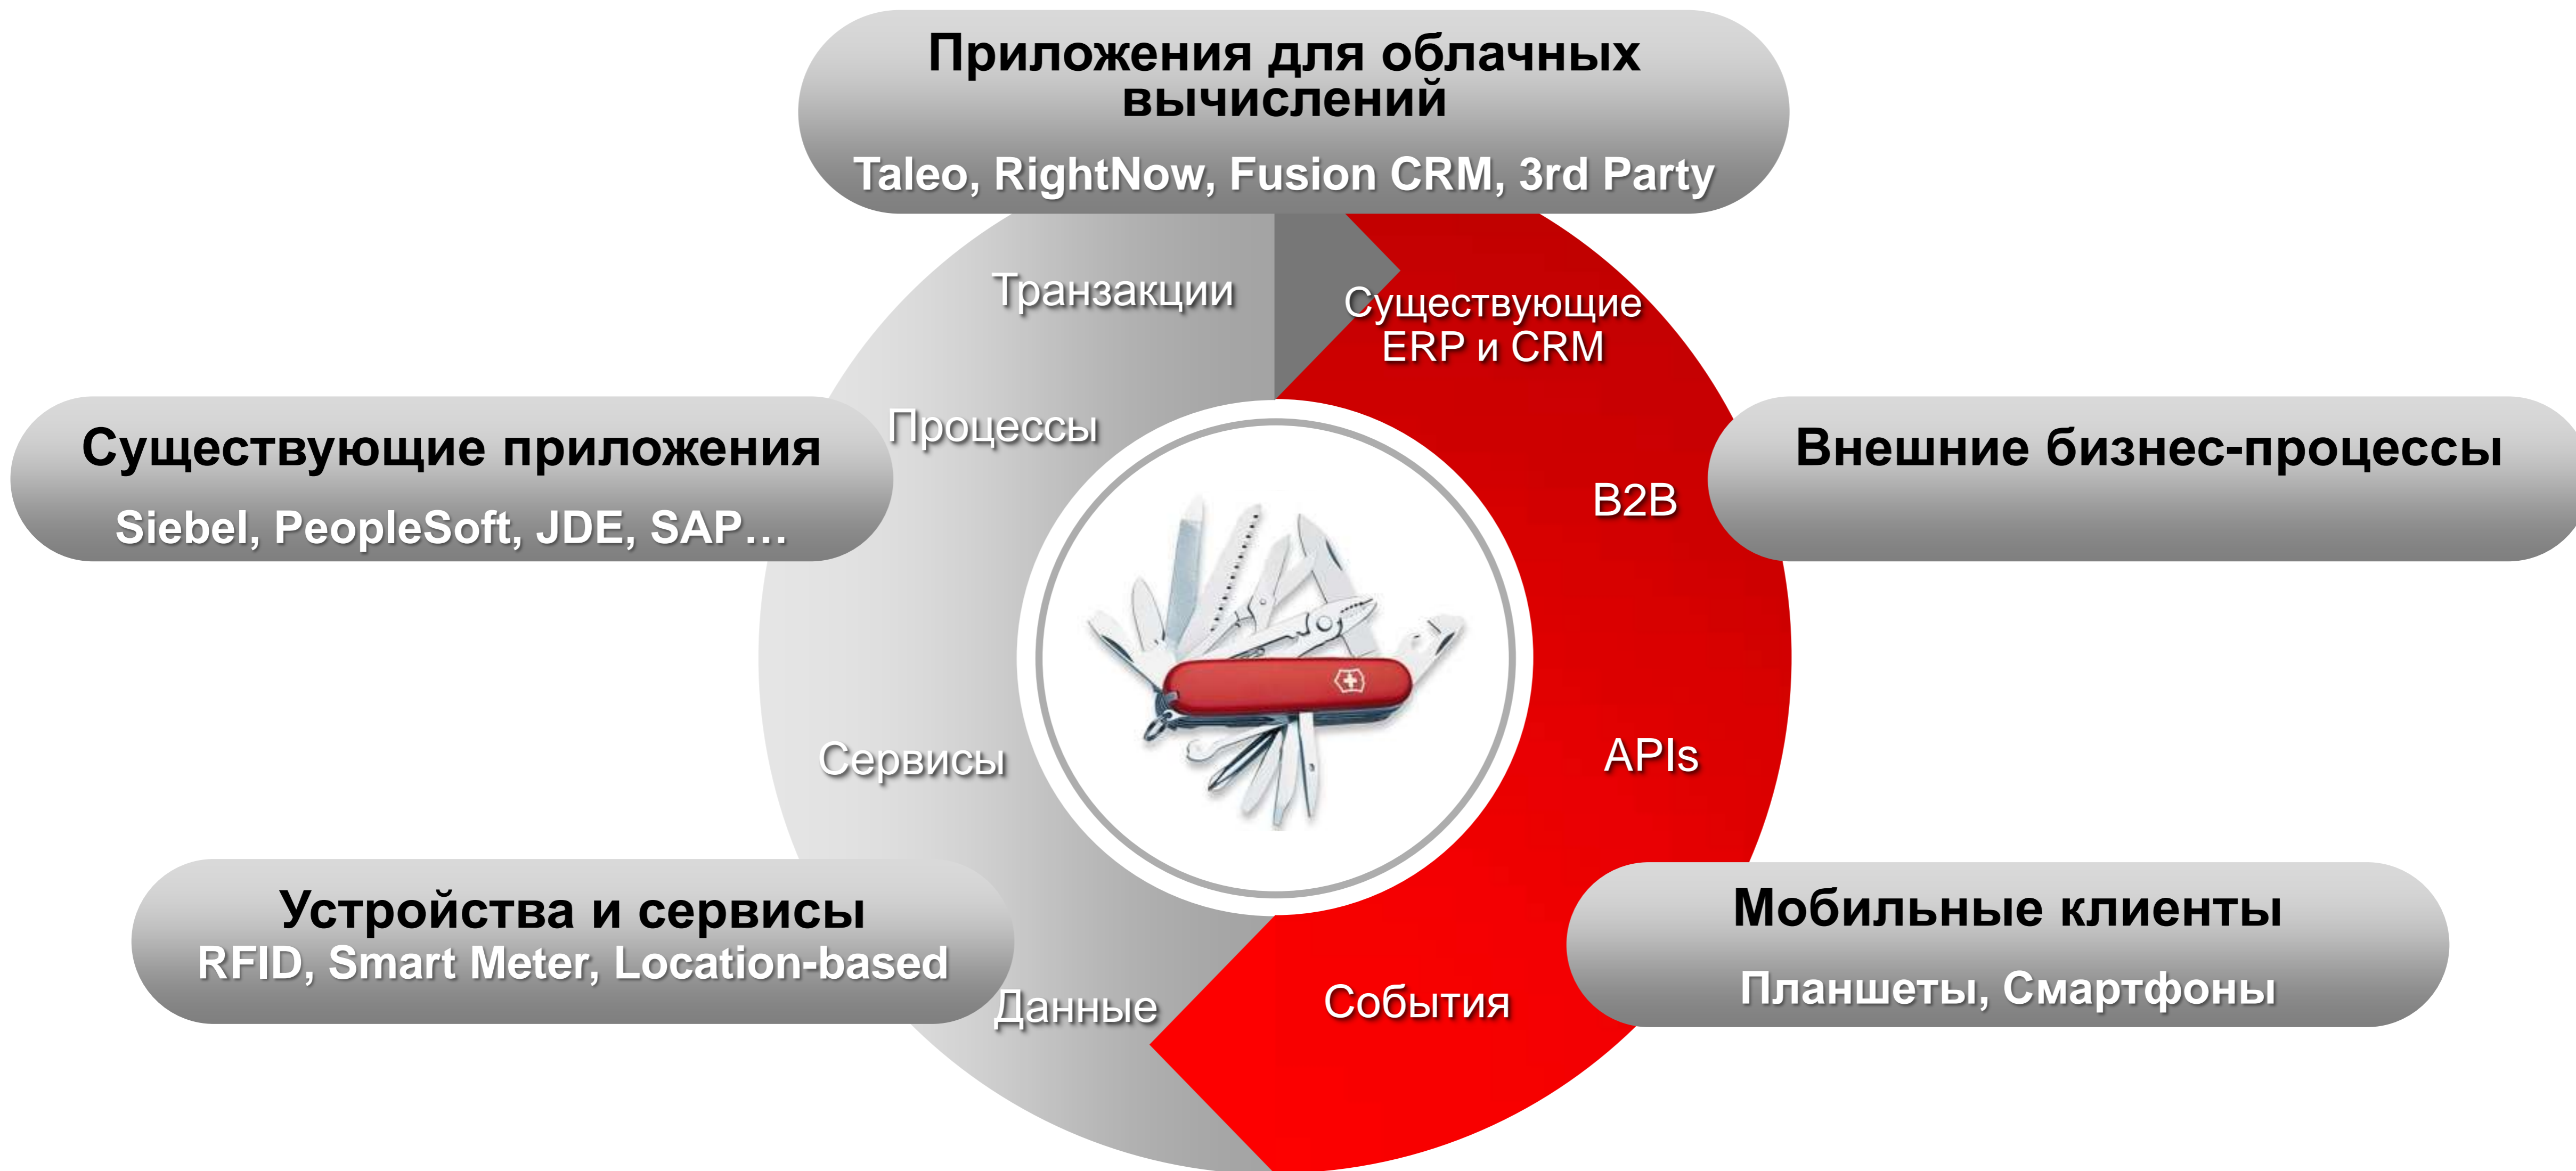 Приложения для облачных
вычислений
Taleo, RightNow, Fusion CRM, 3rd Party
Транзакции
Существующие
ERP и CRM
Процессы
Существующие приложения
Siebel, PeopleSoft, JDE, SAP…
B2B
Внешние бизнес-процессы
Сервисы
APIs
Устройства и сервисы
RFID, Smart Meter, Location-based
Мобильные клиенты
Планшеты, Смартфоны
Данные
События